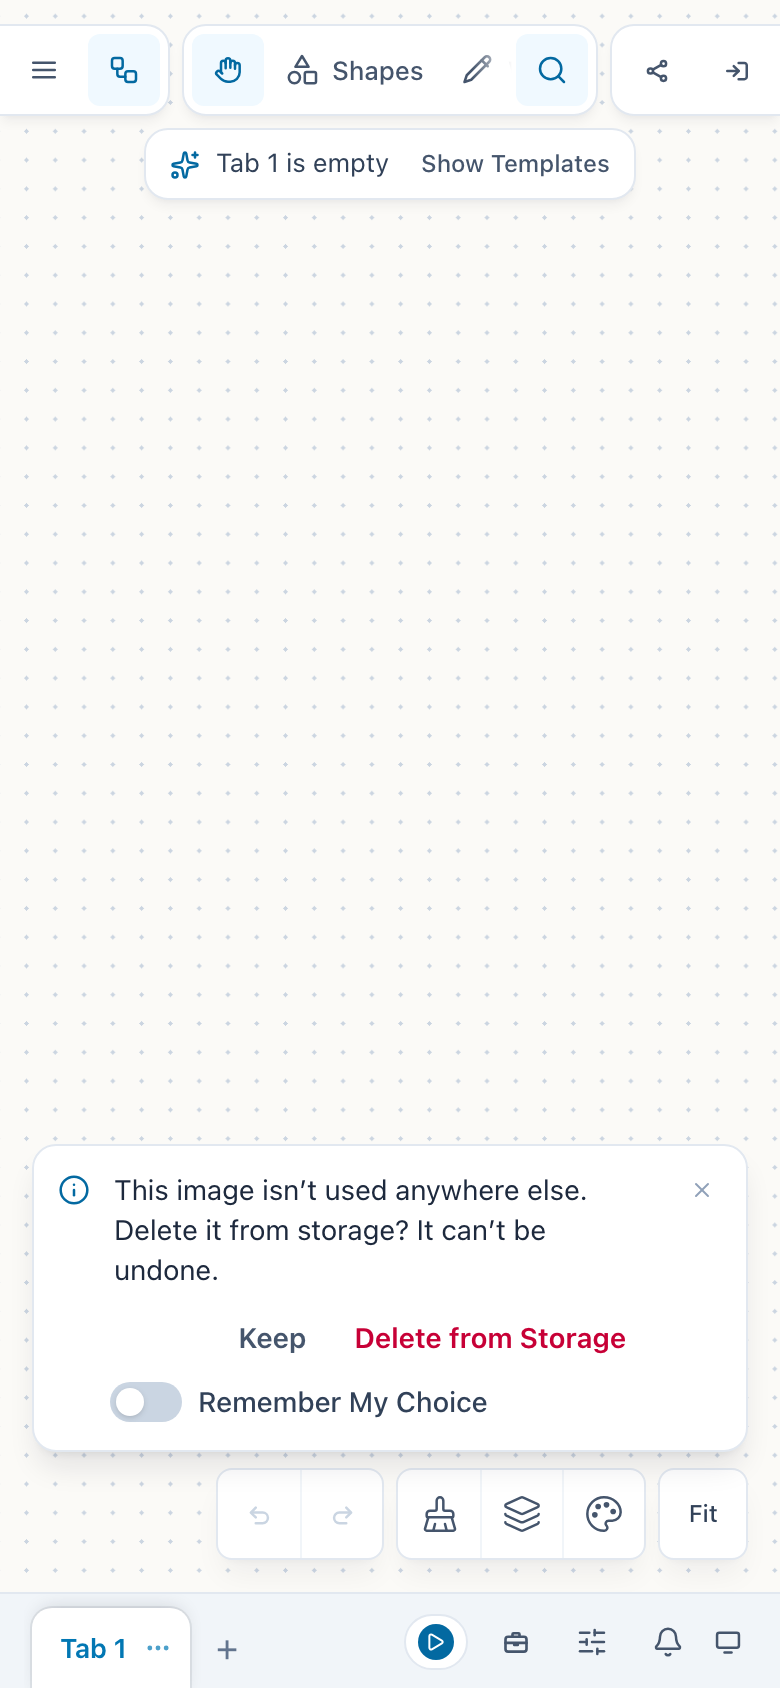 Shapes
Tab 1 is empty Show Templates
This image isn’t used anywhere else.
Delete it from storage? It can’t be
undone.
Keep Delete from Storage
Remember My Choice
Fit
Tab 1